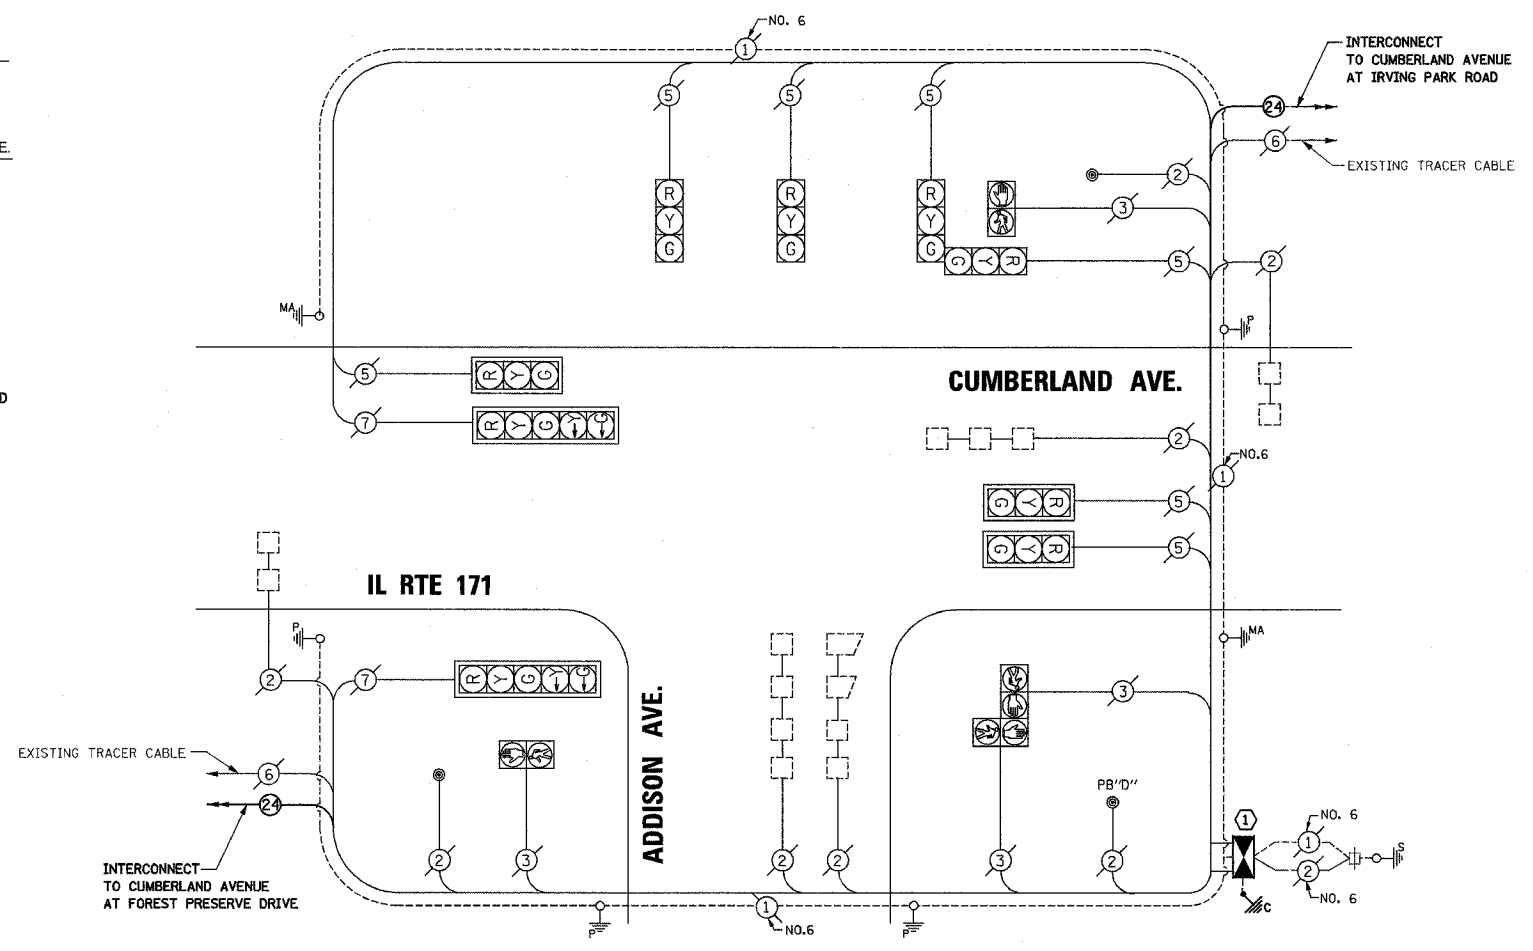 NO. 6
1
INTERCONNECT
TO CUMBERLAND AVENUE
AT IRVING PARK ROAD
E.
5
5
5
24
6
EXISTING TRACER CABLE
2
R
Y
G
R
Y
G
R
Y
G
3
R Y G
5
2
MA
P
5
R Y G
CUMBERLAND AVE.
D
7
R Y G Y G
2
NO.6
1
R Y G
5
R Y G
5
IL RTE 171
P
MA
2
7
R Y G Y G
3
ADDISON AVE.
EXISTING TRACER CABLE
6
24
PB"D"
INTERCONNECT
TO CUMBERLAND AVENUE
AT FOREST PRESERVE DRIVE
2
3
2
2
3
2
1
NO. 6
1
S
2
NO. 6
C
P
1
NO.6
P